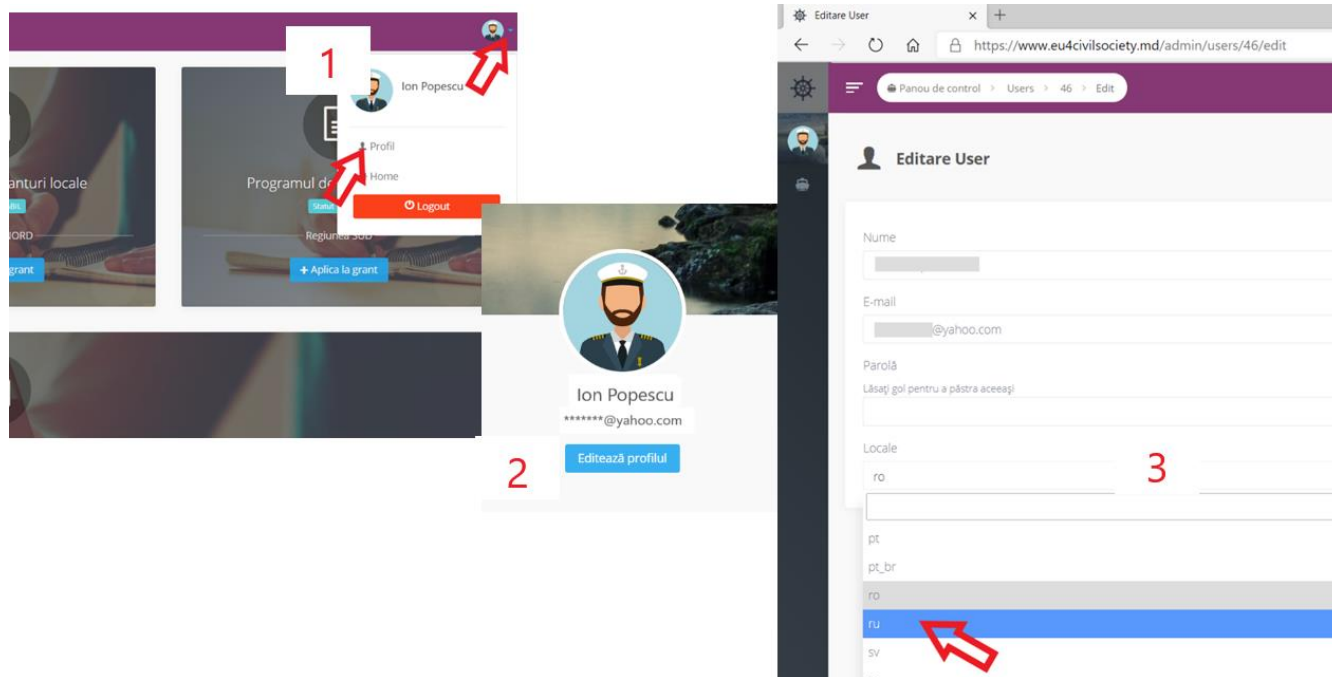 1
Ion Popescu
Profil
Home
Logout
anturi locale
NORD
grant
Programul d
Statut
Regiunea SUD
+ Aplica la grant
2
Ion Popescu
*******@yahoo.com
Editează profilul
Editare User
https://www.eu4civilsociety.md/admin/users/46/edit
Panou de control > Users > 46 > Edit
Editare User
Nume
E-mail
@yahoo.com
Parolă
Lăsați gol pentru a păstra aceeași
Locale
ro
3
pt
pt_br
ro
ru
sv